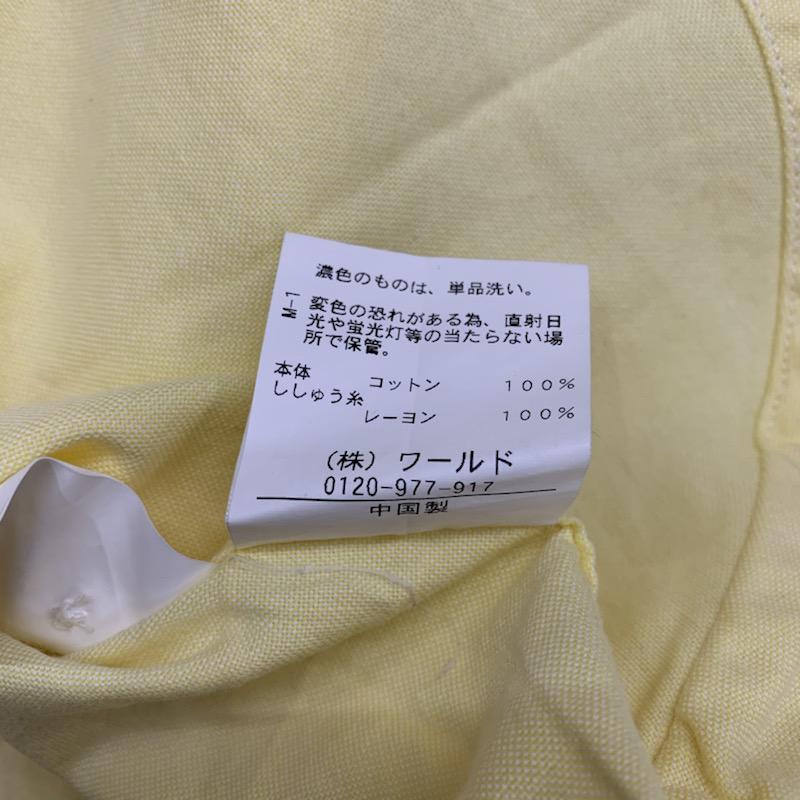 濃色のものは、単品洗い。
M-1
変色の恐れがある為、直射日
光や蛍光灯等の当たらない場
所で保管。
本体 コットン １００％
ししゅう糸
レーヨン １００％
（株）ワールド
0120-977-917
中国製